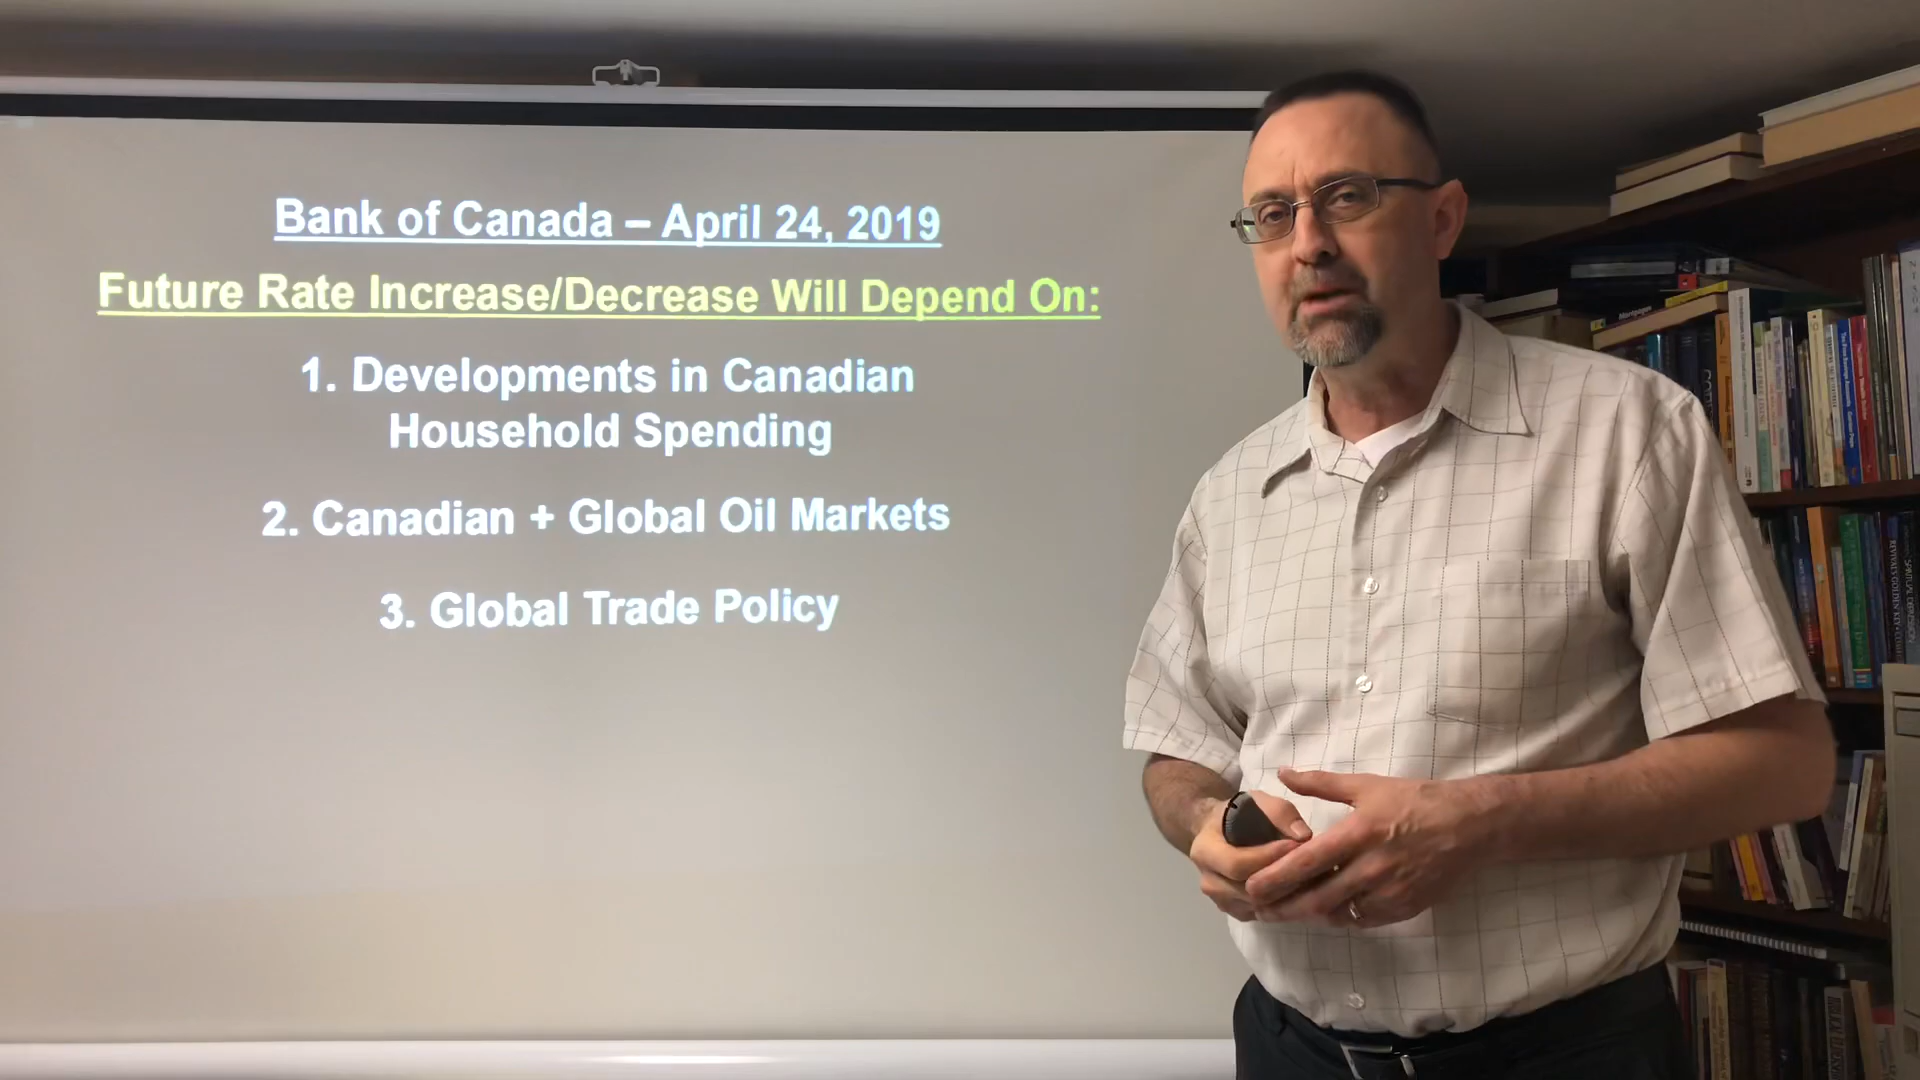 Bank of Canada – April 24, 2019
Future Rate Increase/Decrease Will Depend On:
1. Developments in Canadian
Household Spending
2. Canadian + Global Oil Markets
3. Global Trade Policy